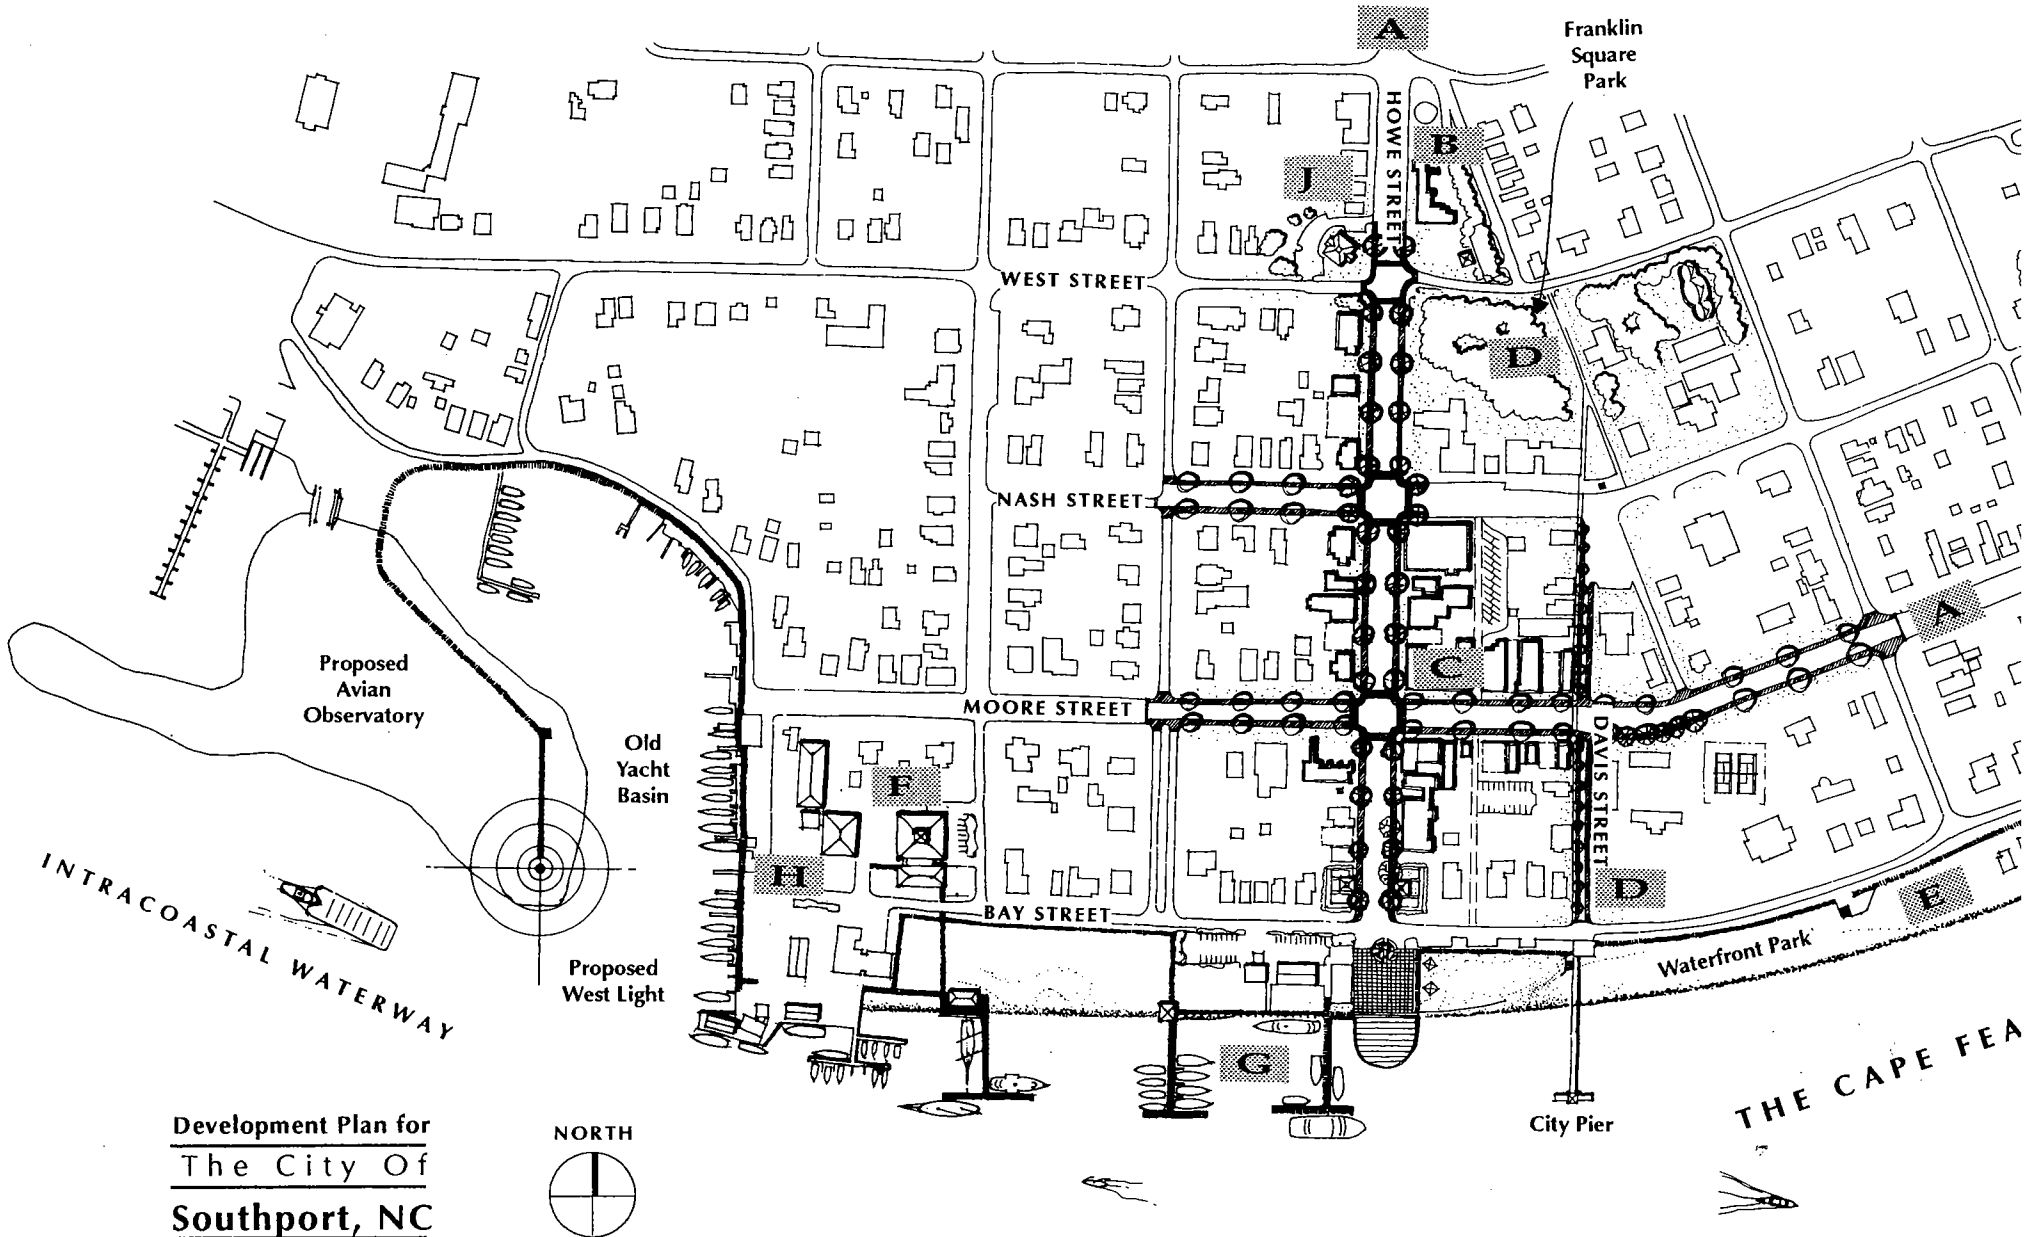 A
Franklin
Square
Park
HOWE STREET
B
J
WEST STREET
D
NASH STREET
A
C
Proposed
Avian
Observatory
MOORE STREET
DAVIS STREET
Old
Yacht
Basin
F
H
D
E
BAY STREET
INTRACOASTAL WATERWAY
Waterfront Park
Proposed
West Light
G
THE CAPE FEA
City Pier
Development Plan for
The City Of
Southport, NC
NORTH